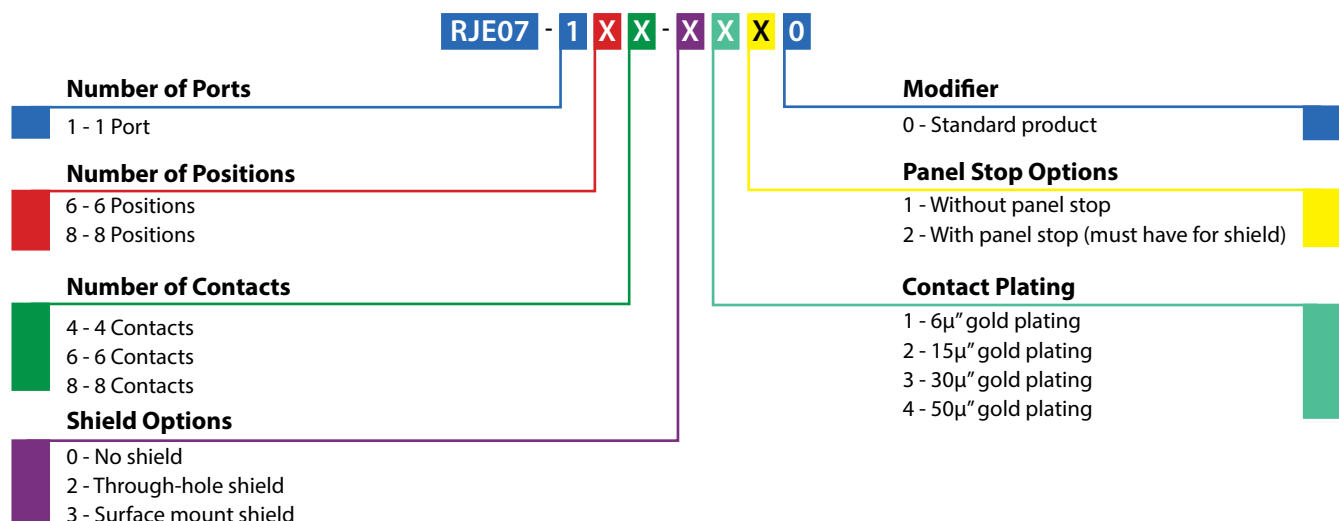 RJE07 - 1 X X - X X X 0
Number of Ports
1 - 1 Port
Number of Positions
6 - 6 Positions
8 - 8 Positions
Number of Contacts
4 - 4 Contacts
6 - 6 Contacts
8 - 8 Contacts
Shield Options
0 - No shield
2 - Through-hole shield
3 - Surface mount shield
Modifier
0 - Standard product
Panel Stop Options
1 - Without panel stop
2 - With panel stop (must have for shield)
Contact Plating
1 - 6µ” gold plating
2 - 15µ” gold plating
3 - 30µ” gold plating
4 - 50µ” gold plating